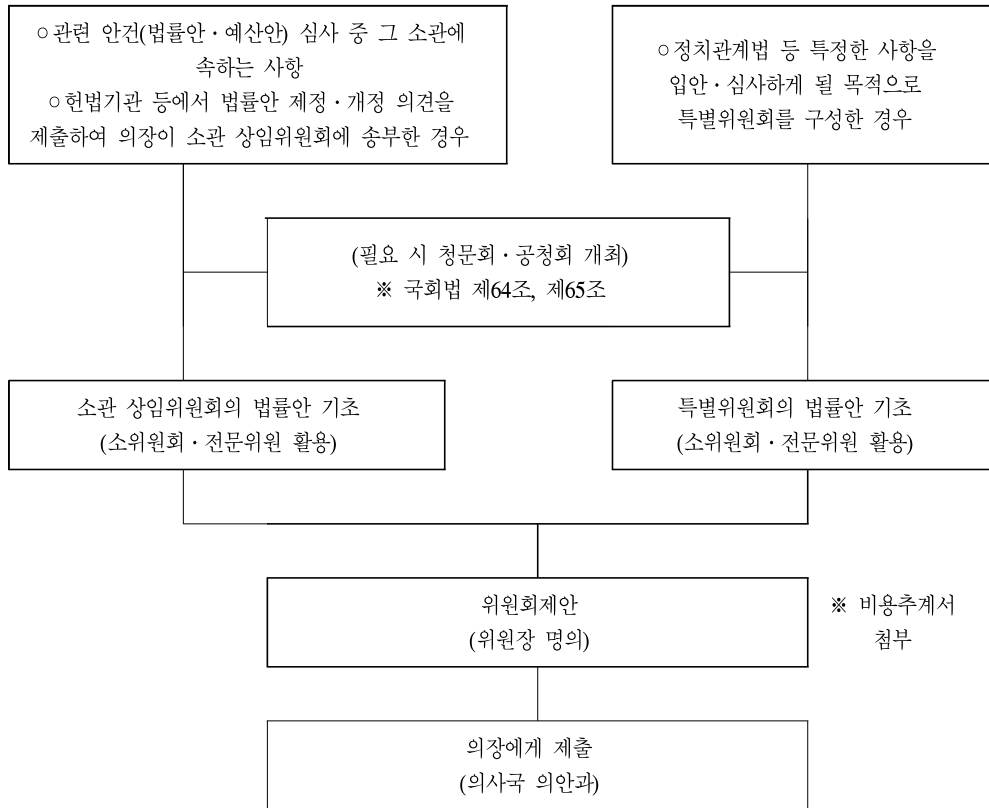 ○관련 안건(법률안·예산안) 심사 중 그 소관에
속하는 사항
○헌법기관 등에서 법률안 제정·개정 의견을
제출하여 의장이 소관 상임위원회에 송부한 경우
○정치관계법 등 특정한 사항을
입안·심사하게 될 목적으로
특별위원회를 구성한 경우
(필요 시 청문회·공청회 개최)
※ 국회법 제64조, 제65조
소관 상임위원회의 법률안 기초
(소위원회·전문위원 활용)
특별위원회의 법률안 기초
(소위원회·전문위원 활용)
위원회제안
(위원장 명의)
※ 비용추계서
첨부
의장에게 제출
(의사국 의안과)